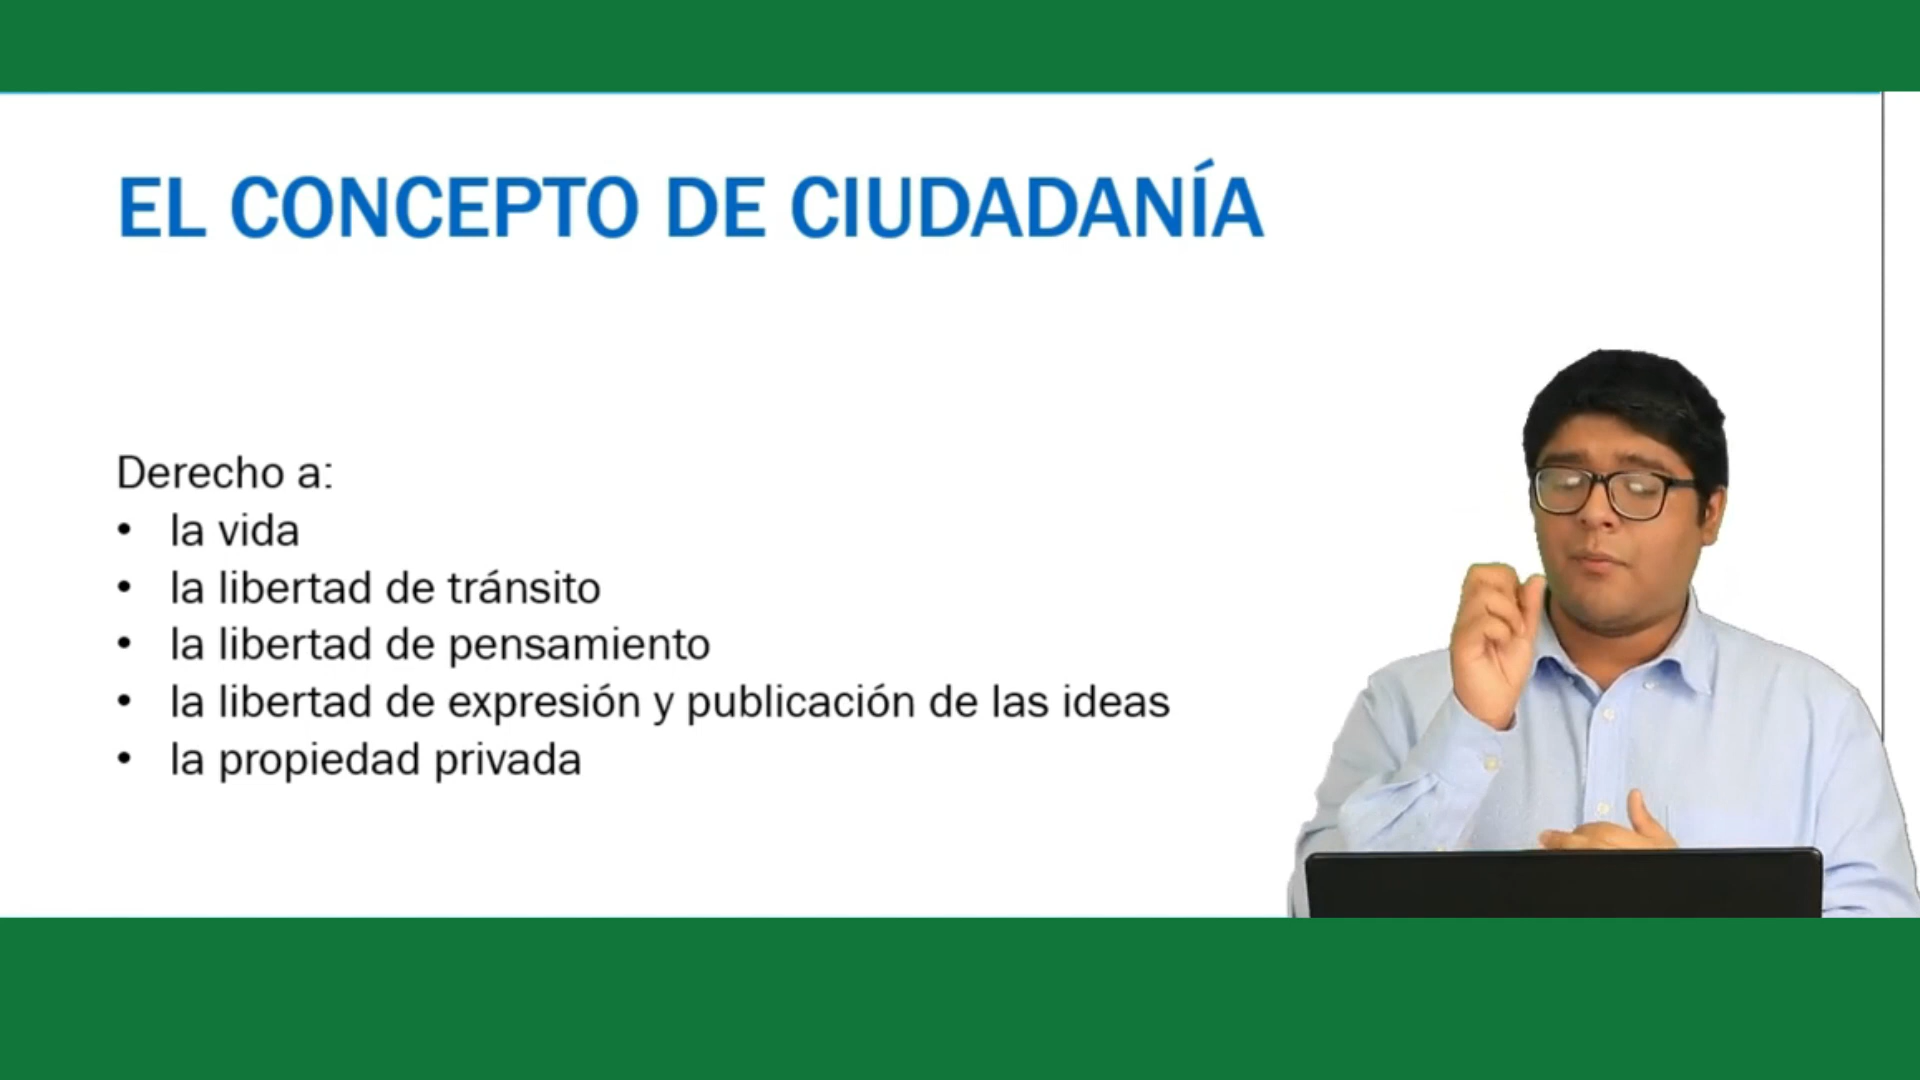 EL CONCEPTO DE CIUDADANÍA
Derecho a:
• la vida
• la libertad de tránsito
• la libertad de pensamiento
• la libertad de expresión y publicación de las ideas
• la propiedad privada